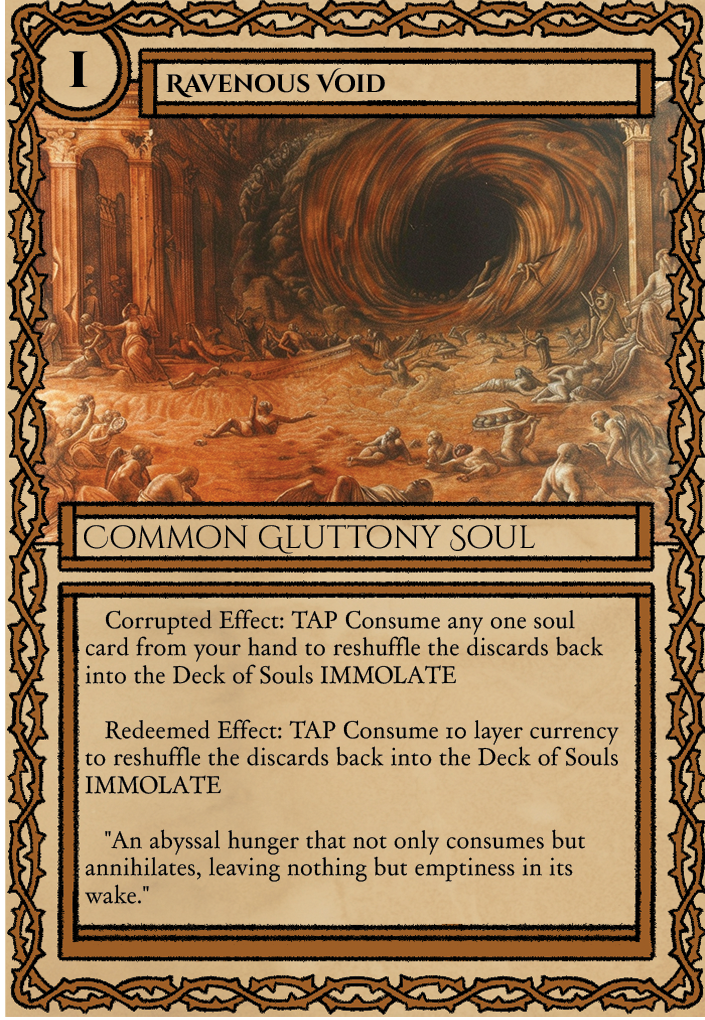 I
Ravenous Void
Common Gluttony Soul
Corrupted Effect: TAP Consume any one soul
card from your hand to reshuffle the discards back
into the Deck of Souls IMMOLATE
Redeemed Effect: TAP Consume 10 layer currency
to reshuffle the discards back into the Deck of Souls
IMMOLATE
"An abyssal hunger that not only consumes but
annihilates, leaving nothing but emptiness in its
wake."